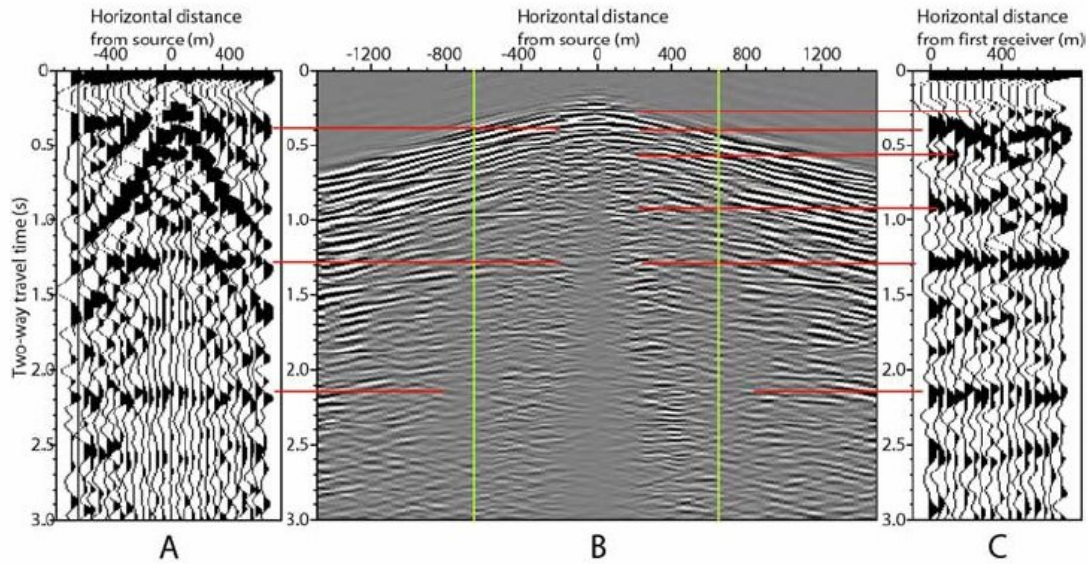 Horizontal distance
from source (m)
-400 0 400
Horizontal distance
from source (m)
-1200 -800 -400 0 400 800 1200
Horizontal distance
from first receiver (m)
0 400
Two-way travel time (s)
0
0.5
1.0
1.5
2.0
2.5
3.0
0
0.5
1.0
1.5
2.0
2.5
3.0
0
0.5
1.0
1.5
2.0
2.5
3.0
A
B
C